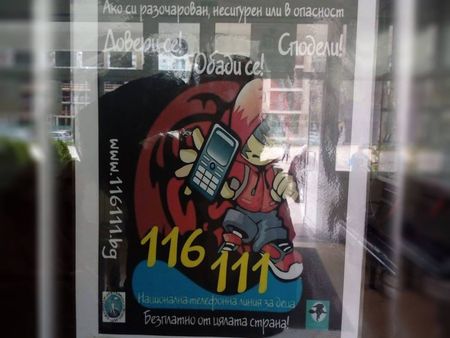 Ако си разочарован, несигурен или в опасност
Довери се!
Сподели!
Обади се!
www.116111.bg
116
111
Национална телефонна линия за деца
Безплатно от цялата страна!